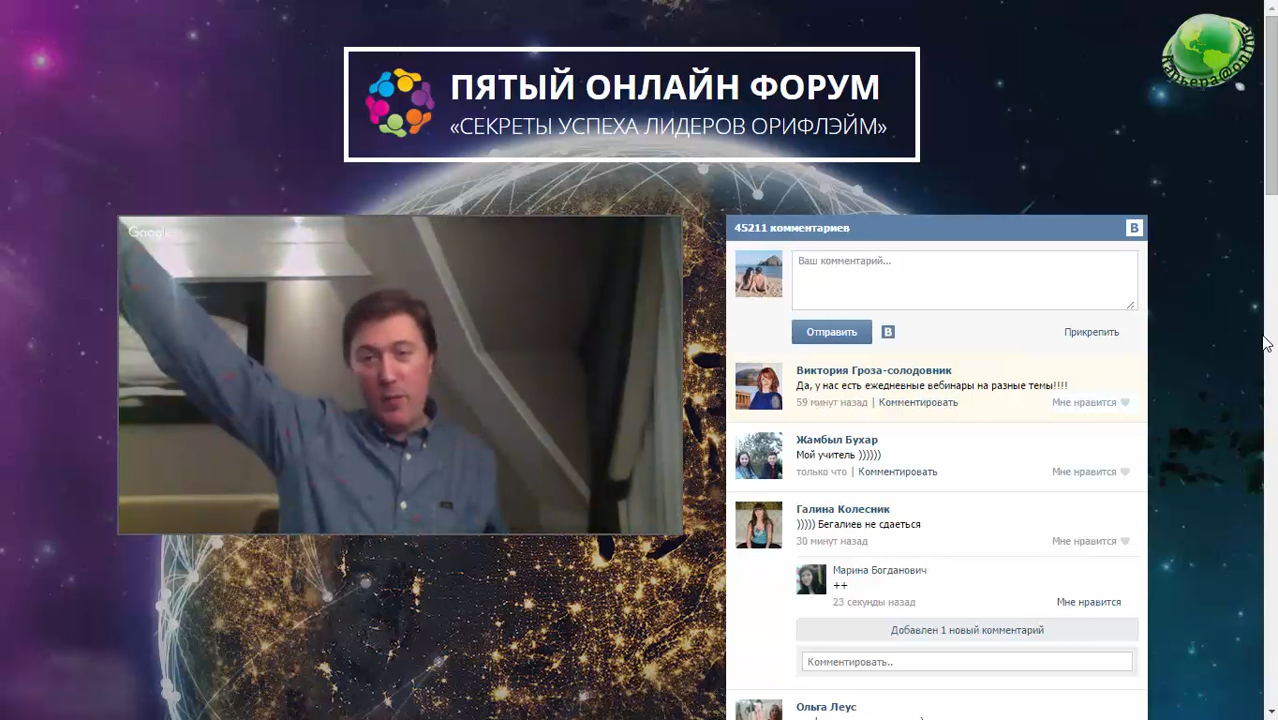 ПЯТЫЙ ОНЛАЙН ФОРУМ
«СЕКРЕТЫ УСПЕХА ЛИДЕРОВ ОРИФЛЭЙМ»
карьера@online
Google
45211 комментариев
В
Ваш комментарий...
Отправить
В
Прикрепить
Виктория Гроза-солодовник
Да, у нас есть ежедневные вебинары на разные темы!!!!
59 минут назад | Комментировать
Мне нравится
Жамбыл Бухар
Мой учитель ))))))
только что | Комментировать
Мне нравится
Галина Колесник
))))) Бегалиев не сдаеться
30 минут назад
Мне нравится
Марина Богданович
++
23 секунды назад
Мне нравится
Добавлен 1 новый комментарий
Комментировать..
Ольга Леус